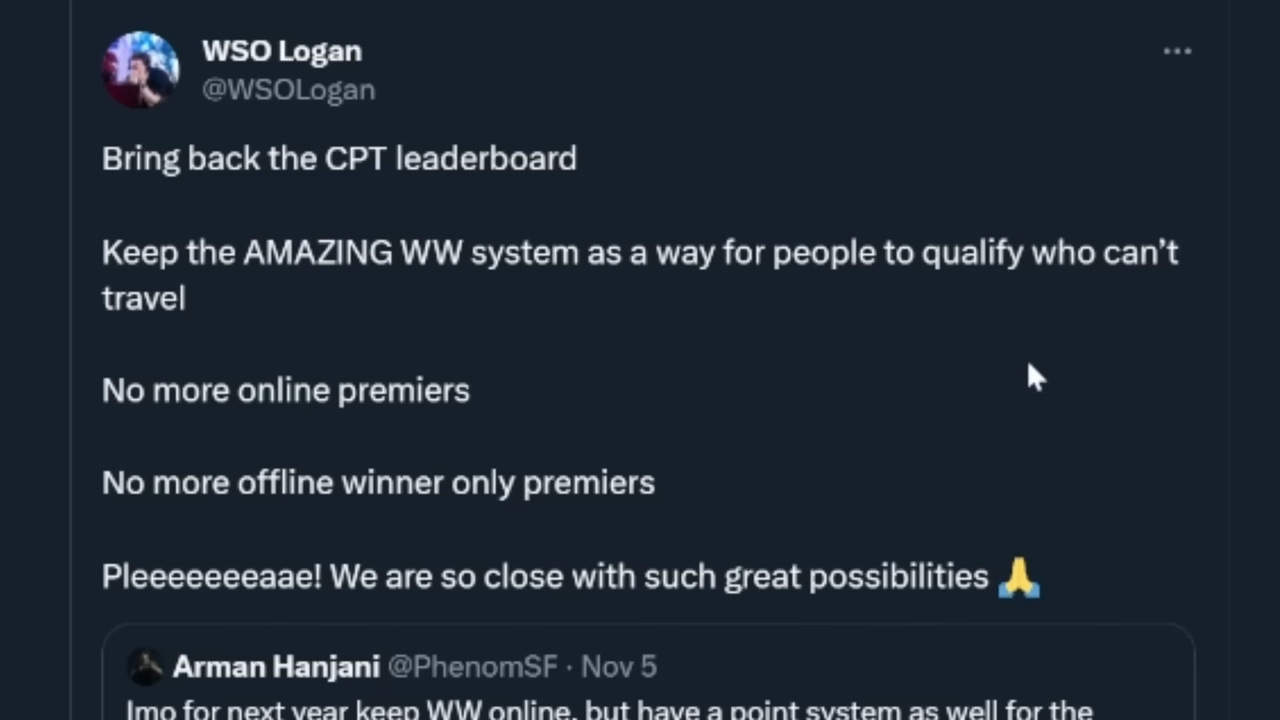 WSO Logan
@WSOLogan
Bring back the CPT leaderboard
Keep the AMAZING WW system as a way for people to qualify who can’t
travel
No more online premiers
No more offline winner only premiers
Pleeeeeeeaae! We are so close with such great possibilities 🙏
Arman Hanjani @PhenomSF · Nov 5
Imo for next year keep WW online, but have a point system as well for the